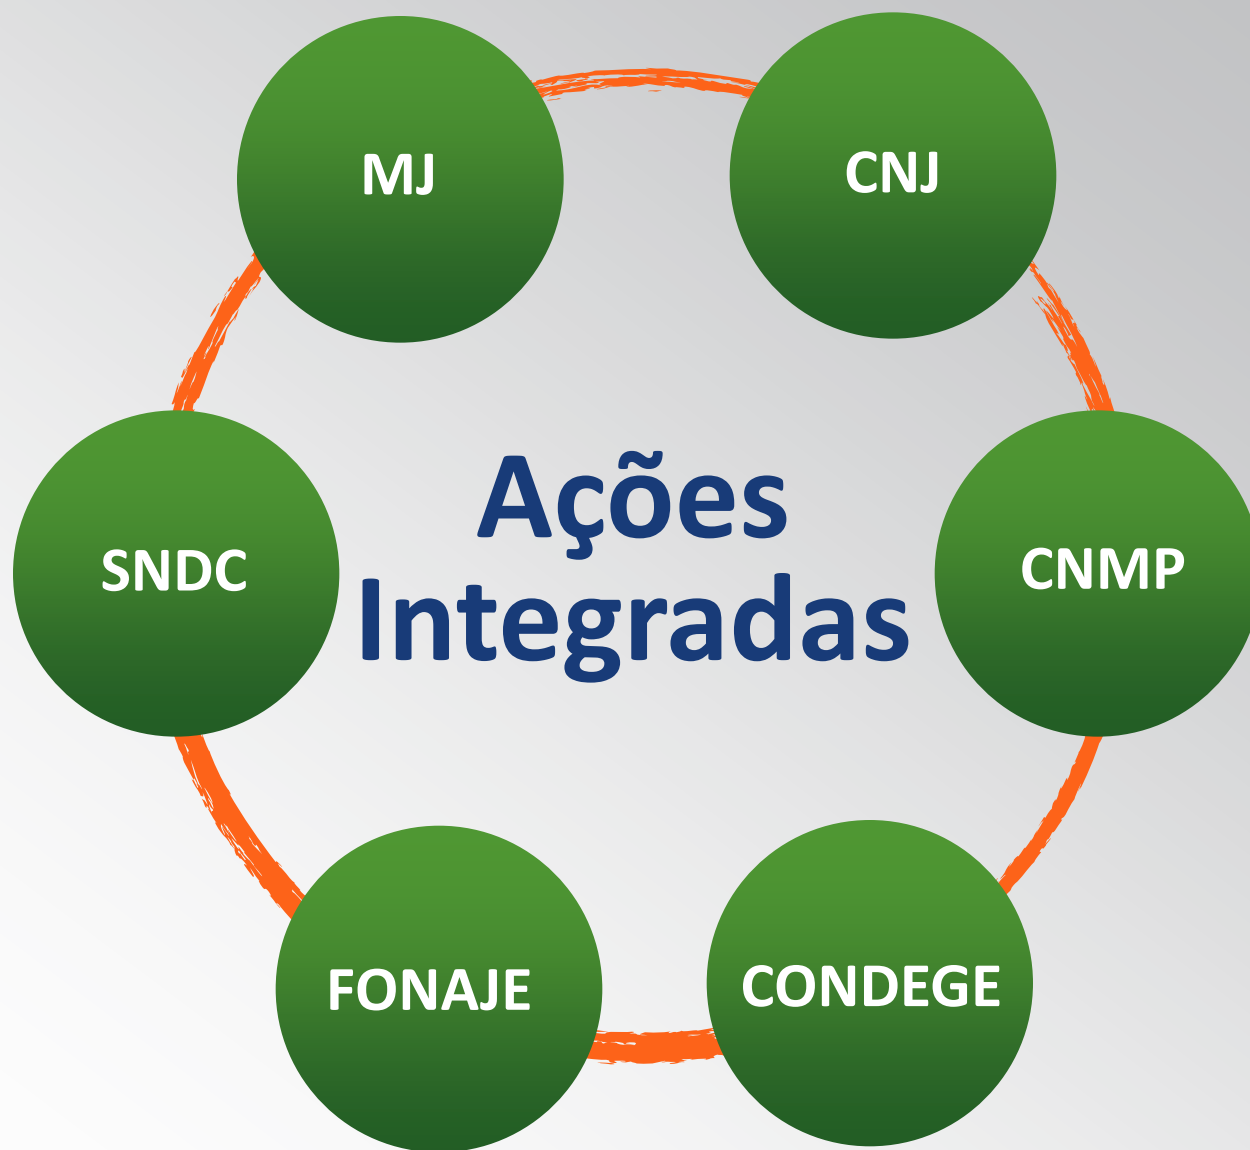 MJ
CNJ
Ações
Integradas
SNDC
CNMP
FONAJE
CONDEGE